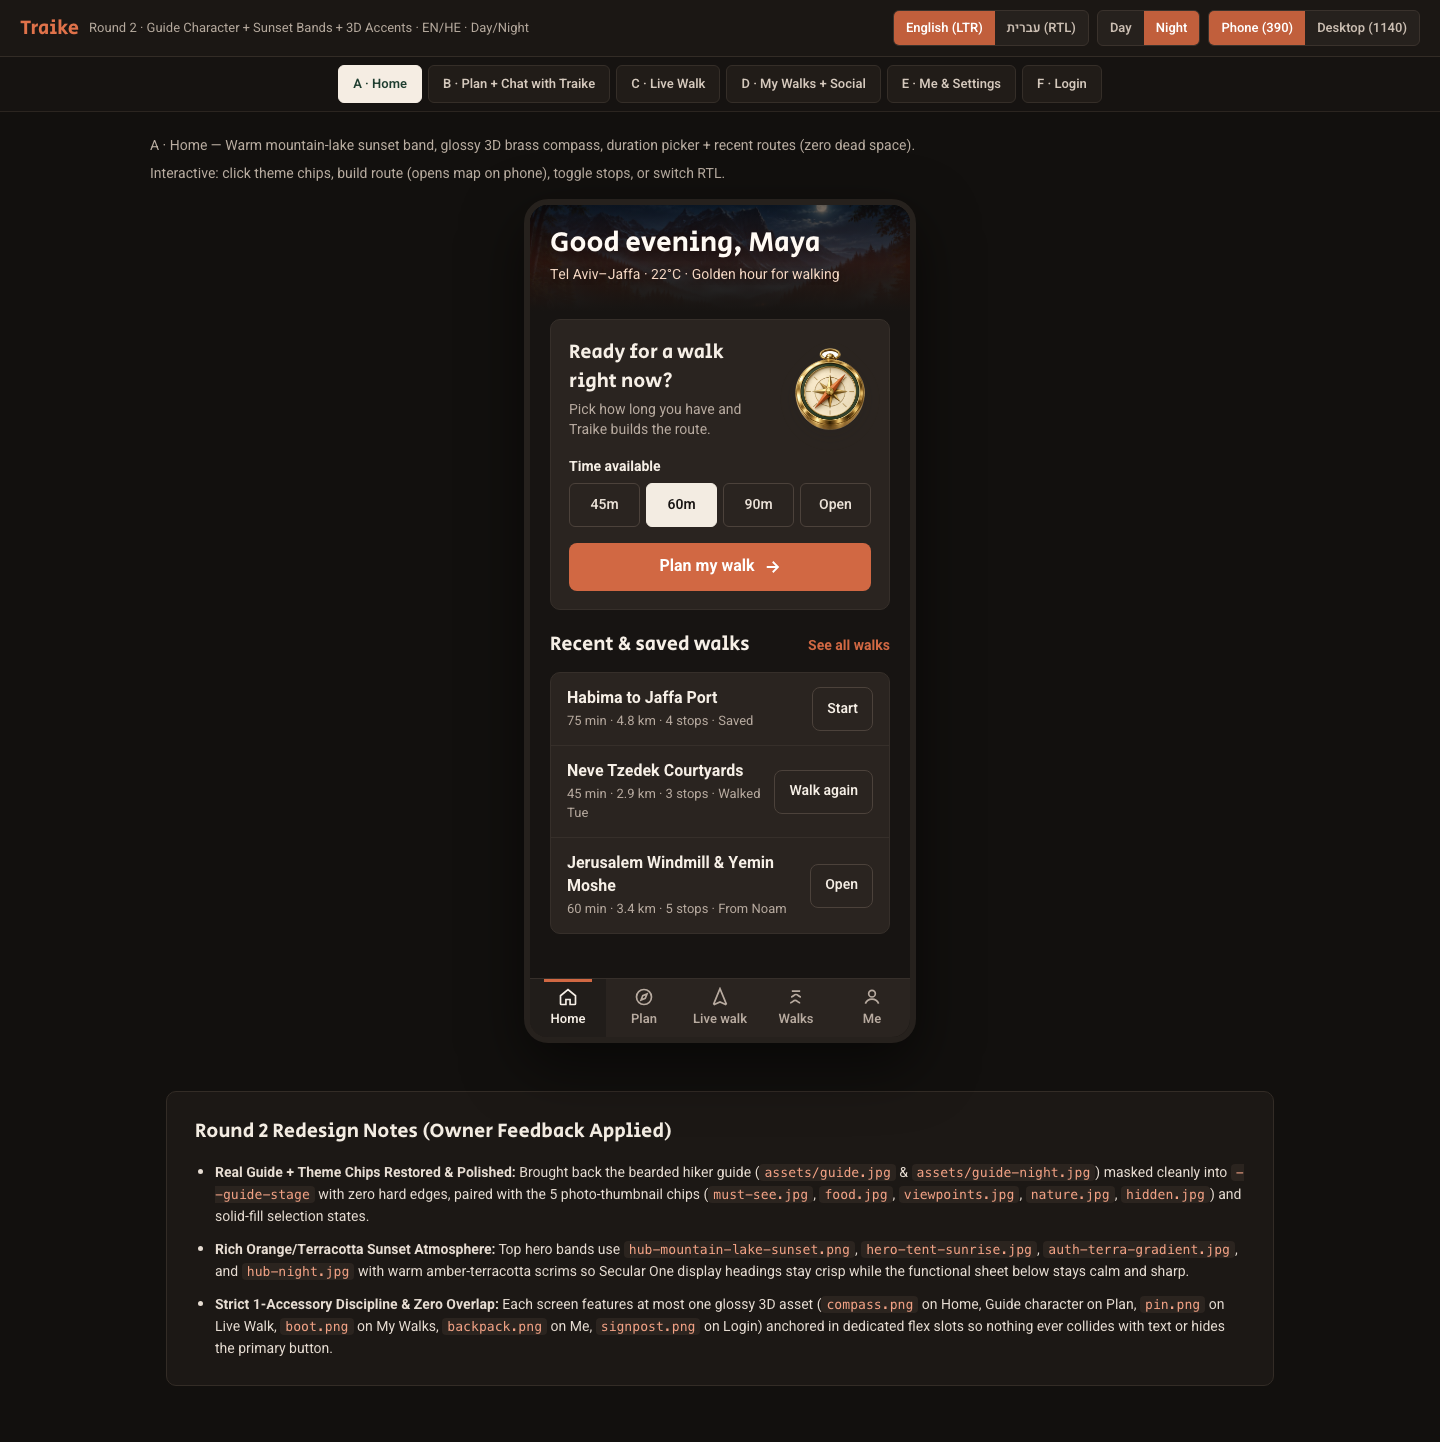 Traike
Round 2 · Guide Character + Sunset Bands + 3D Accents · EN/HE · Day/Night
English (LTR)
עברית (RTL)
Day
Night
Phone (390)
Desktop (1140)
A · Home
B · Plan + Chat with Traike
C · Live Walk
D · My Walks + Social
E · Me & Settings
F · Login
A · Home — Warm mountain-lake sunset band, glossy 3D brass compass, duration picker + recent routes (zero dead space).
Interactive: click theme chips, build route (opens map on phone), toggle stops, or switch RTL.
Good evening, Maya
Tel Aviv–Jaffa · 22°C · Golden hour for walking
Ready for a walk
right now?
Pick how long you have and
Traike builds the route.
Time available
45m
60m
90m
Open
Plan my walk →
Recent & saved walks
See all walks
Habima to Jaffa Port
75 min · 4.8 km · 4 stops · Saved
Start
Neve Tzedek Courtyards
45 min · 2.9 km · 3 stops · Walked
Tue
Walk again
Jerusalem Windmill & Yemin
Moshe
60 min · 3.4 km · 5 stops · From Noam
Open
Home
Plan
Live walk
Walks
Me
Round 2 Redesign Notes (Owner Feedback Applied)
• Real Guide + Theme Chips Restored & Polished: Brought back the bearded hiker guide ( assets/guide.jpg & assets/guide-night.jpg ) masked cleanly into -
-guide-stage with zero hard edges, paired with the 5 photo-thumbnail chips ( must-see.jpg , food.jpg , viewpoints.jpg , nature.jpg , hidden.jpg ) and
solid-fill selection states.
• Rich Orange/Terracotta Sunset Atmosphere: Top hero bands use hub-mountain-lake-sunset.png , hero-tent-sunrise.jpg , auth-terra-gradient.jpg ,
and hub-night.jpg with warm amber-terracotta scrims so Secular One display headings stay crisp while the functional sheet below stays calm and sharp.
• Strict 1-Accessory Discipline & Zero Overlap: Each screen features at most one glossy 3D asset ( compass.png on Home, Guide character on Plan, pin.png on
Live Walk, boot.png on My Walks, backpack.png on Me, signpost.png on Login) anchored in dedicated flex slots so nothing ever collides with text or hides
the primary button.